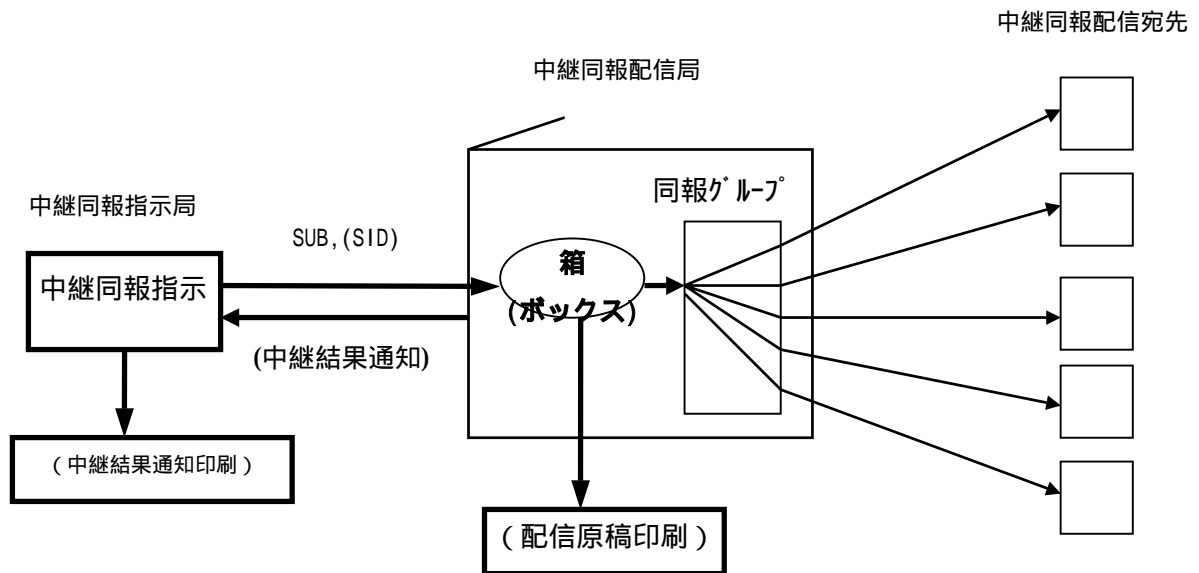 中継同報配信宛先
中継同報配信局
同報ｸﾞﾙｰﾌﾟ
中継同報指示局
SUB,(SID)
箱
(ボックス)
中継同報指示
(中継結果通知)
(中継結果通知印刷)
(配信原稿印刷)